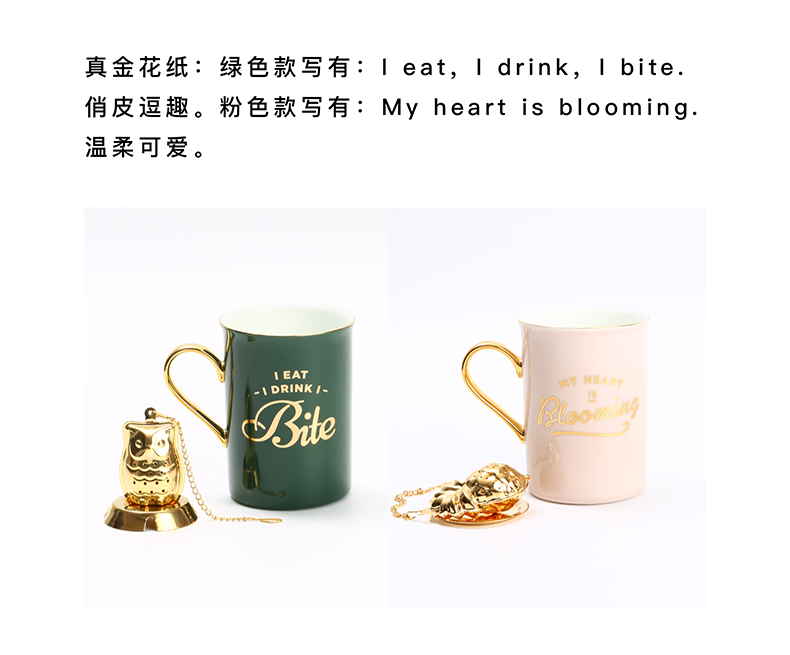 真金花纸：绿色款写有：I eat, I drink, I bite.
俏皮逗趣。粉色款写有：My heart is blooming.
温柔可爱。
I EAT
-I DRINK I-
Bite
MY HEART
IS
Blooming